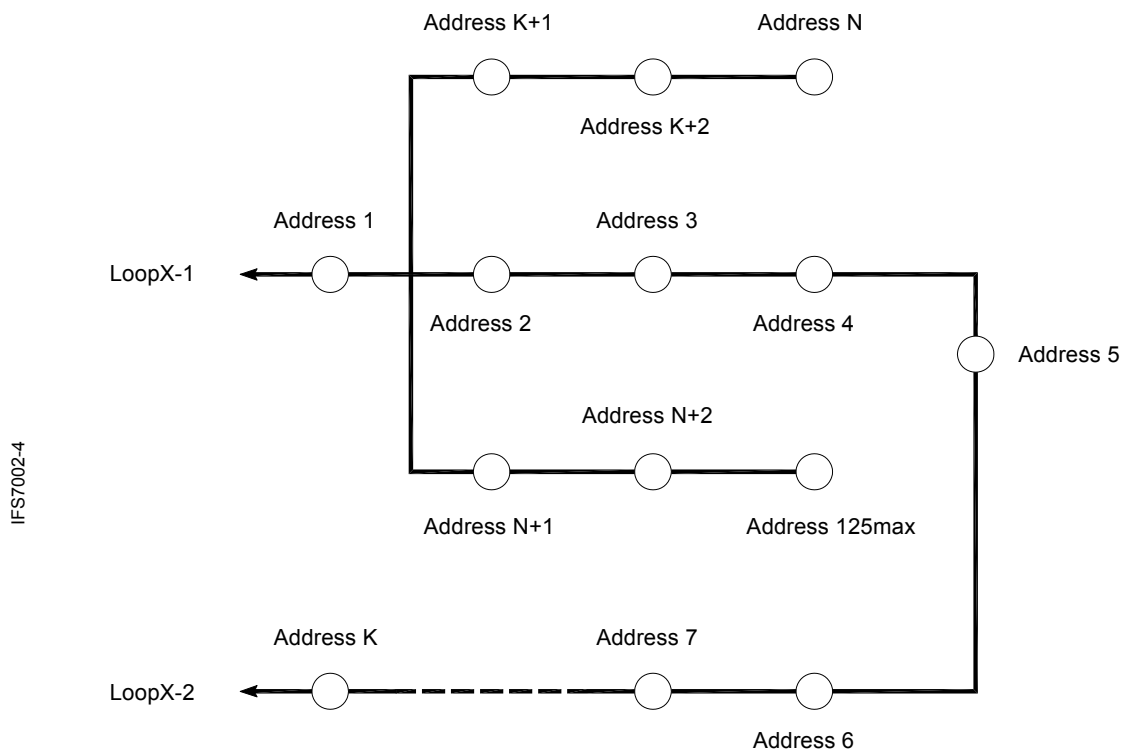 Address K+1
Address N
Address K+2
Address 1
Address 3
LoopX-1
Address 2
Address 4
Address 5
Address N+2
IFS7002-4
Address N+1
Address 125max
Address K
Address 7
LoopX-2
Address 6